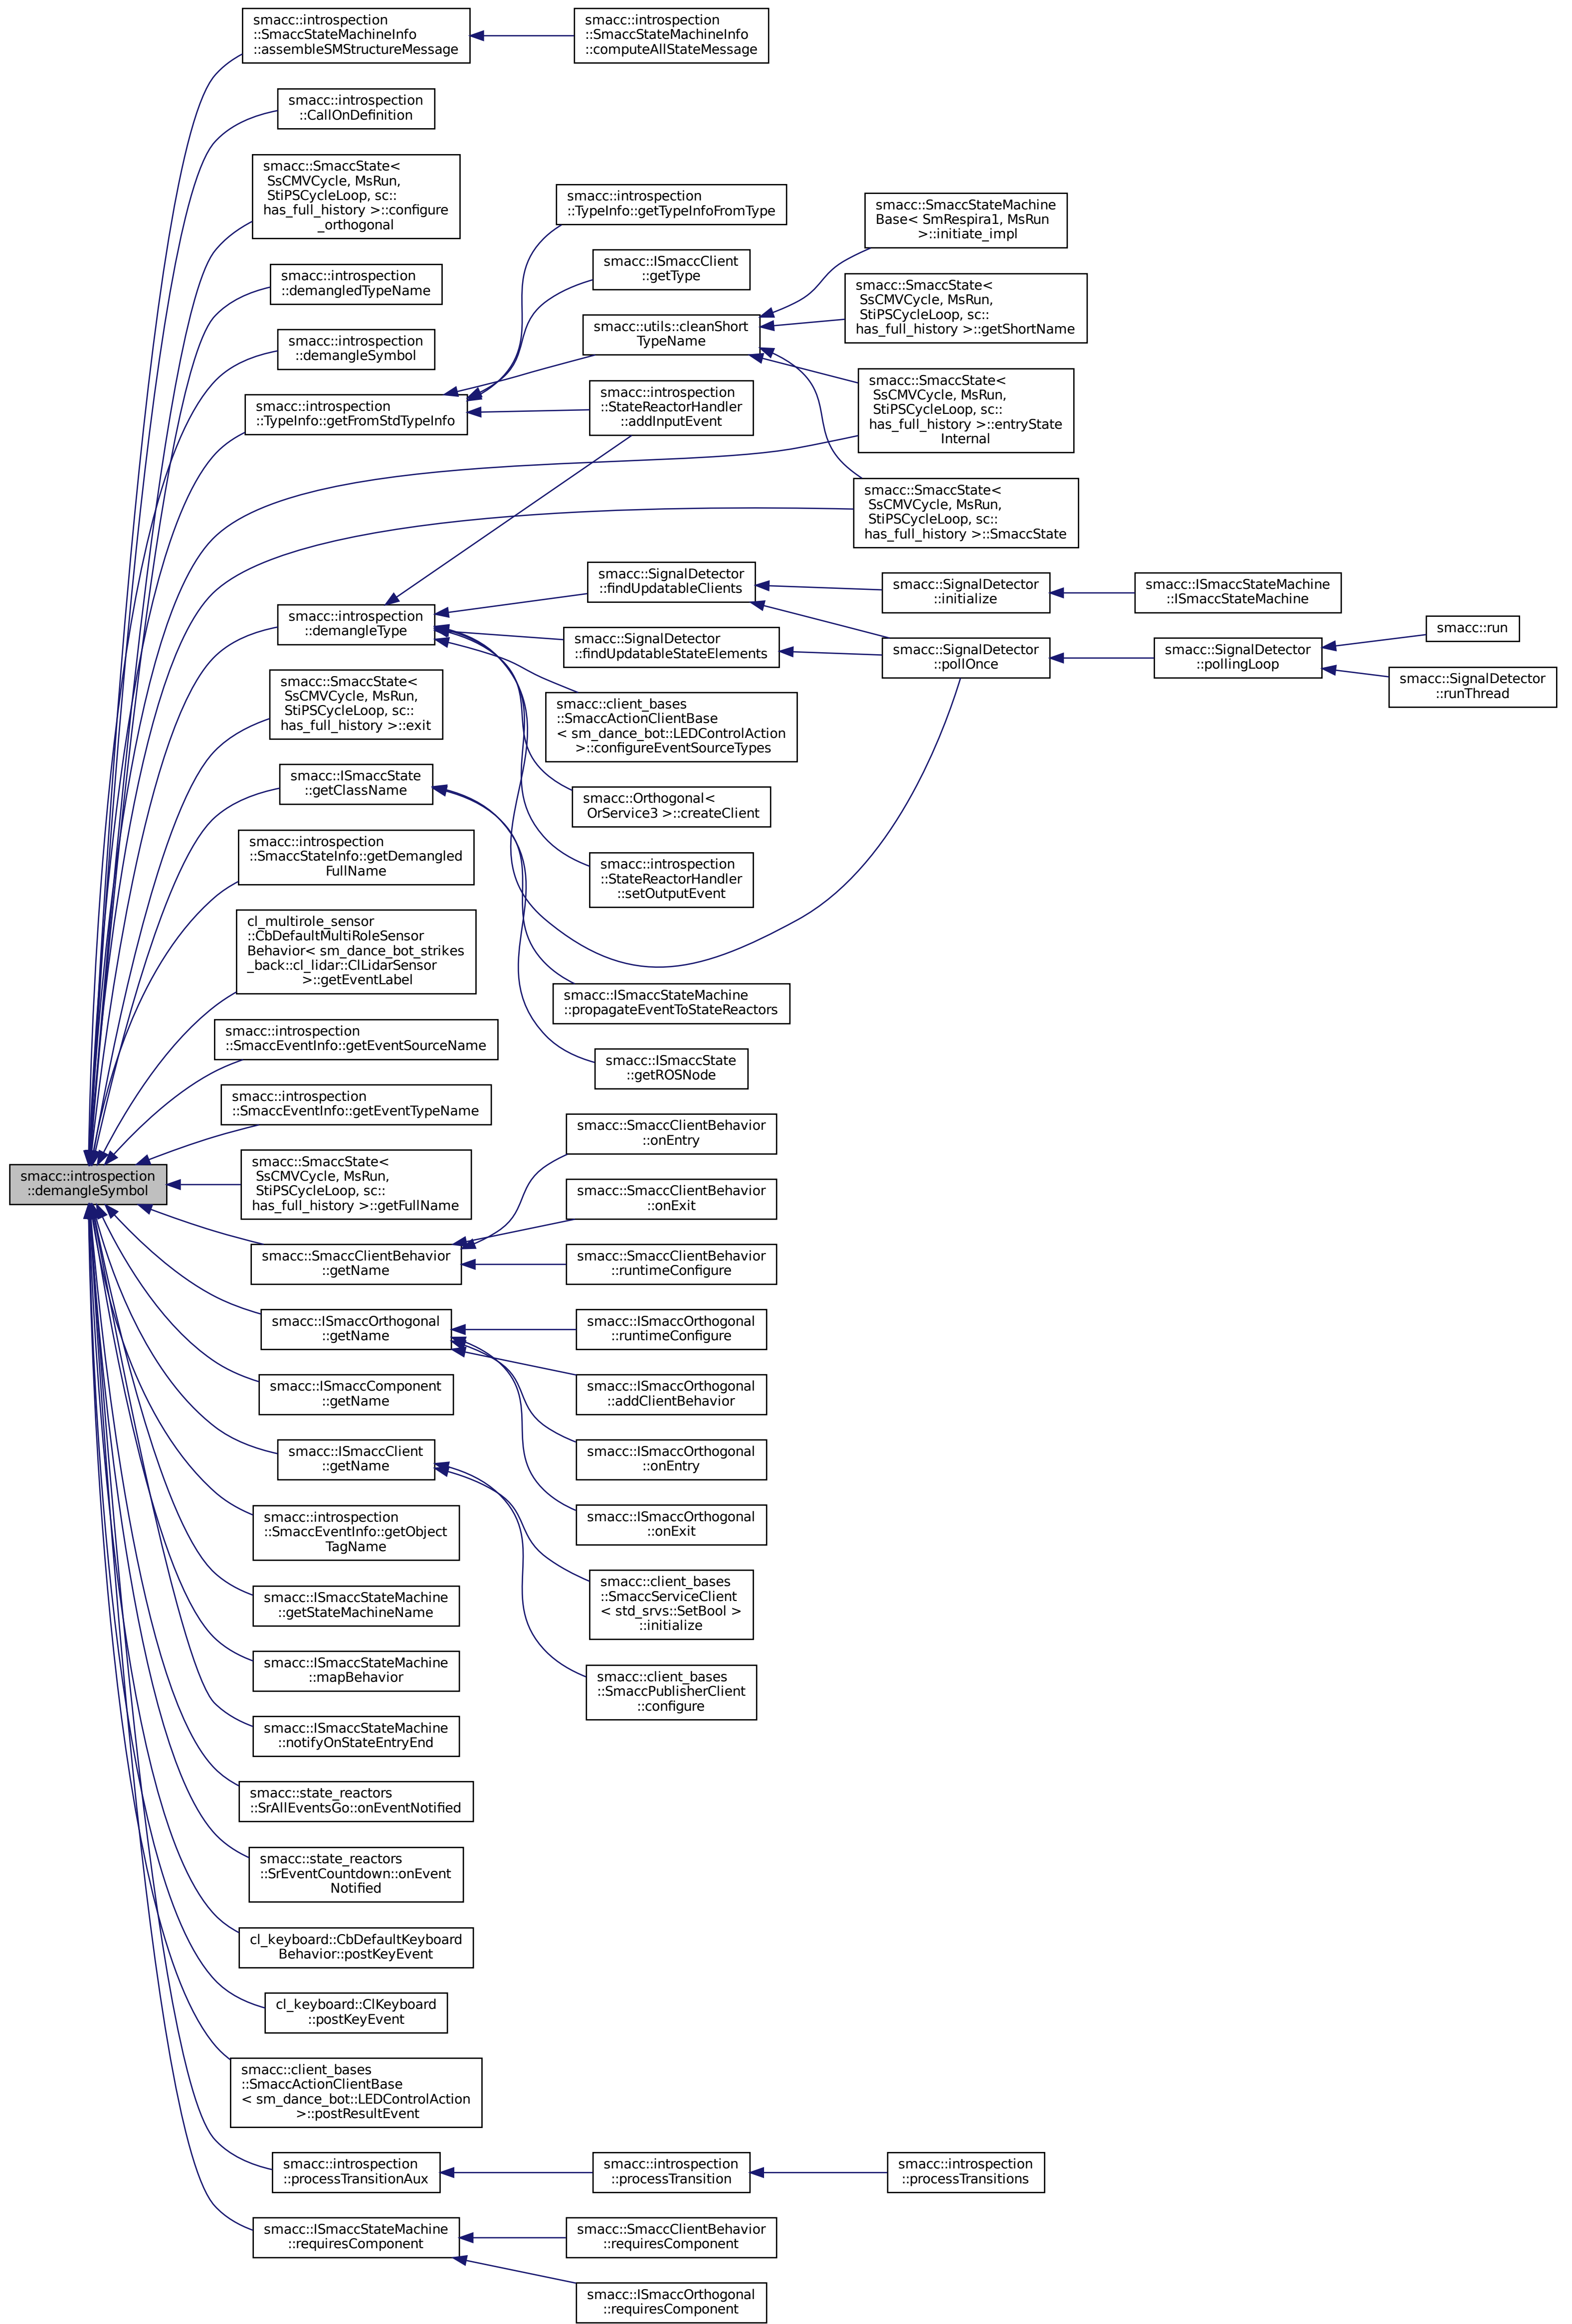 smacc::introspection
::SmaccStateMachineInfo
::assembleSMStructureMessage
smacc::introspection
::SmaccStateMachineInfo
::computeAllStateMessage
smacc::introspection
::CallOnDefinition
smacc::SmaccState<
SsCMVCycle, MsRun,
StiPSCycleLoop, sc::
has_full_history >::configure
_orthogonal
smacc::introspection
::TypeInfo::getTypeInfoFromType
smacc::SmaccStateMachine
Base< SmRespira1, MsRun
>::initiate_impl
smacc::introspection
::demangledTypeName
smacc::ISmaccClient
::getType
smacc::SmaccState<
SsCMVCycle, MsRun,
StiPSCycleLoop, sc::
has_full_history >::getShortName
smacc::introspection
::demangleSymbol
smacc::utils::cleanShort
TypeName
smacc::introspection
::TypeInfo::getFromStdTypeInfo
smacc::introspection
::StateReactorHandler
::addInputEvent
smacc::SmaccState<
SsCMVCycle, MsRun,
StiPSCycleLoop, sc::
has_full_history >::entryState
Internal
smacc::SmaccState<
SsCMVCycle, MsRun,
StiPSCycleLoop, sc::
has_full_history >::SmaccState
smacc::introspection
::demangleType
smacc::SignalDetector
::findUpdatableClients
smacc::SignalDetector
::initialize
smacc::ISmaccStateMachine
::ISmaccStateMachine
smacc::SignalDetector
::findUpdatableStateElements
smacc::SignalDetector
::pollOnce
smacc::SignalDetector
::pollingLoop
smacc::run
smacc::SignalDetector
::runThread
smacc::SmaccState<
SsCMVCycle, MsRun,
StiPSCycleLoop, sc::
has_full_history >::exit
smacc::client_bases
::SmaccActionClientBase
< sm_dance_bot::LEDControlAction
>::configureEventSourceTypes
smacc::ISmaccState
::getClassName
smacc::Orthogonal<
OrService3 >::createClient
smacc::introspection
::SmaccStateInfo::getDemangled
FullName
smacc::introspection
::StateReactorHandler
::setOutputEvent
cl_multirole_sensor
::CbDefaultMultiRoleSensor
Behavior< sm_dance_bot_strikes
_back::cl_lidar::ClLidarSensor
>::getEventLabel
smacc::ISmaccStateMachine
::propagateEventToStateReactors
smacc::introspection
::SmaccEventInfo::getEventSourceName
smacc::ISmaccState
::getROSNode
smacc::introspection
::SmaccEventInfo::getEventTypeName
smacc::introspection
::demangleSymbol
smacc::SmaccState<
SsCMVCycle, MsRun,
StiPSCycleLoop, sc::
has_full_history >::getFullName
smacc::SmaccClientBehavior
::onEntry
smacc::SmaccClientBehavior
::onExit
smacc::SmaccClientBehavior
::getName
smacc::SmaccClientBehavior
::runtimeConfigure
smacc::ISmaccOrthogonal
::getName
smacc::ISmaccOrthogonal
::runtimeConfigure
smacc::ISmaccComponent
::getName
smacc::ISmaccOrthogonal
::addClientBehavior
smacc::ISmaccClient
::getName
smacc::ISmaccOrthogonal
::onEntry
smacc::introspection
::SmaccEventInfo::getObject
TagName
smacc::ISmaccOrthogonal
::onExit
smacc::ISmaccStateMachine
::getStateMachineName
smacc::client_bases
::SmaccServiceClient
< std_srvs::SetBool >
::initialize
smacc::ISmaccStateMachine
::mapBehavior
smacc::client_bases
::SmaccPublisherClient
::configure
smacc::ISmaccStateMachine
::notifyOnStateEntryEnd
smacc::state_reactors
::SrAllEventsGo::onEventNotified
smacc::state_reactors
::SrEventCountdown::onEvent
Notified
cl_keyboard::CbDefaultKeyboard
Behavior::postKeyEvent
cl_keyboard::ClKeyboard
::postKeyEvent
smacc::client_bases
::SmaccActionClientBase
< sm_dance_bot::LEDControlAction
>::postResultEvent
smacc::introspection
::processTransitionAux
smacc::introspection
::processTransition
smacc::introspection
::processTransitions
smacc::ISmaccStateMachine
::requiresComponent
smacc::SmaccClientBehavior
::requiresComponent
smacc::ISmaccOrthogonal
::requiresComponent